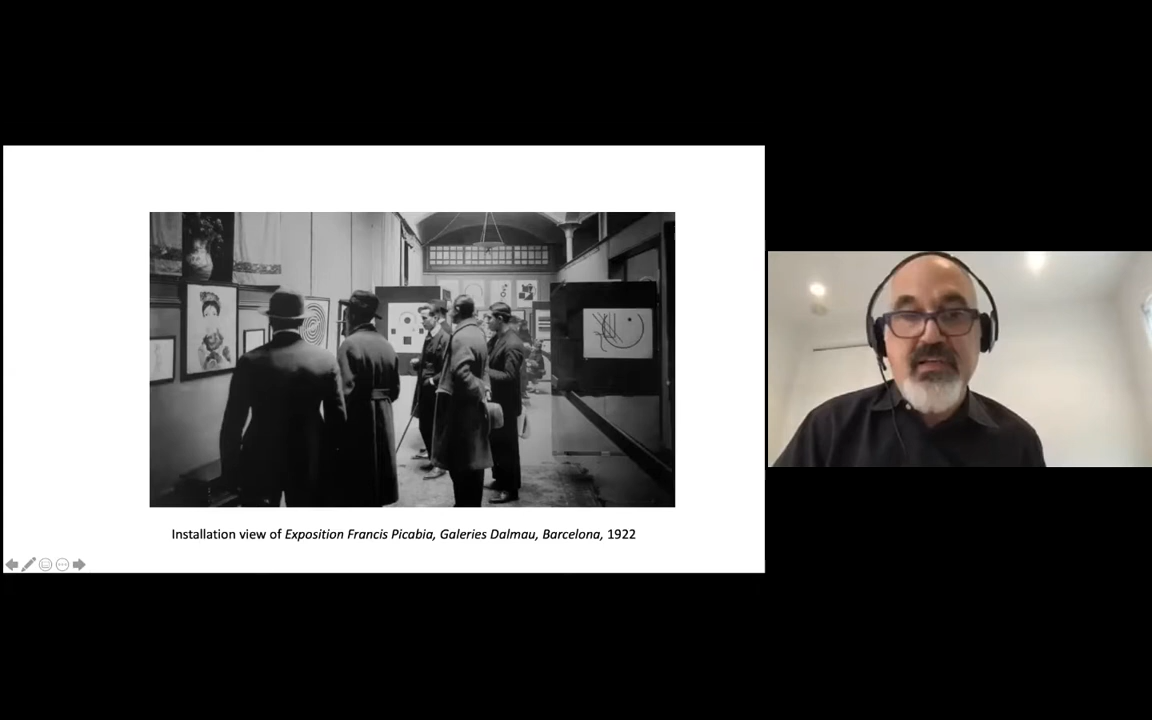 Installation view of Exposition Francis Picabia, Galeries Dalmau, Barcelona, 1922